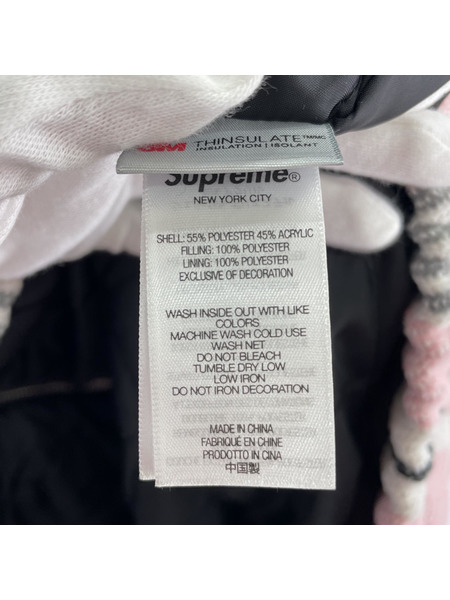 3M THINSULATE™/MC
INSULATION | ISOLANT
Supreme®
NEW YORK CITY
SHELL: 55% POLYESTER 45% ACRYLIC
FILLING: 100% POLYESTER
LINING: 100% POLYESTER
EXCLUSIVE OF DECORATION
WASH INSIDE OUT WITH LIKE
COLORS
MACHINE WASH COLD USE
WASH NET
DO NOT BLEACH
TUMBLE DRY LOW
LOW IRON
DO NOT IRON DECORATION
MADE IN CHINA
FABRIQUÉ EN CHINE
PRODOTTO IN CINA
中国製